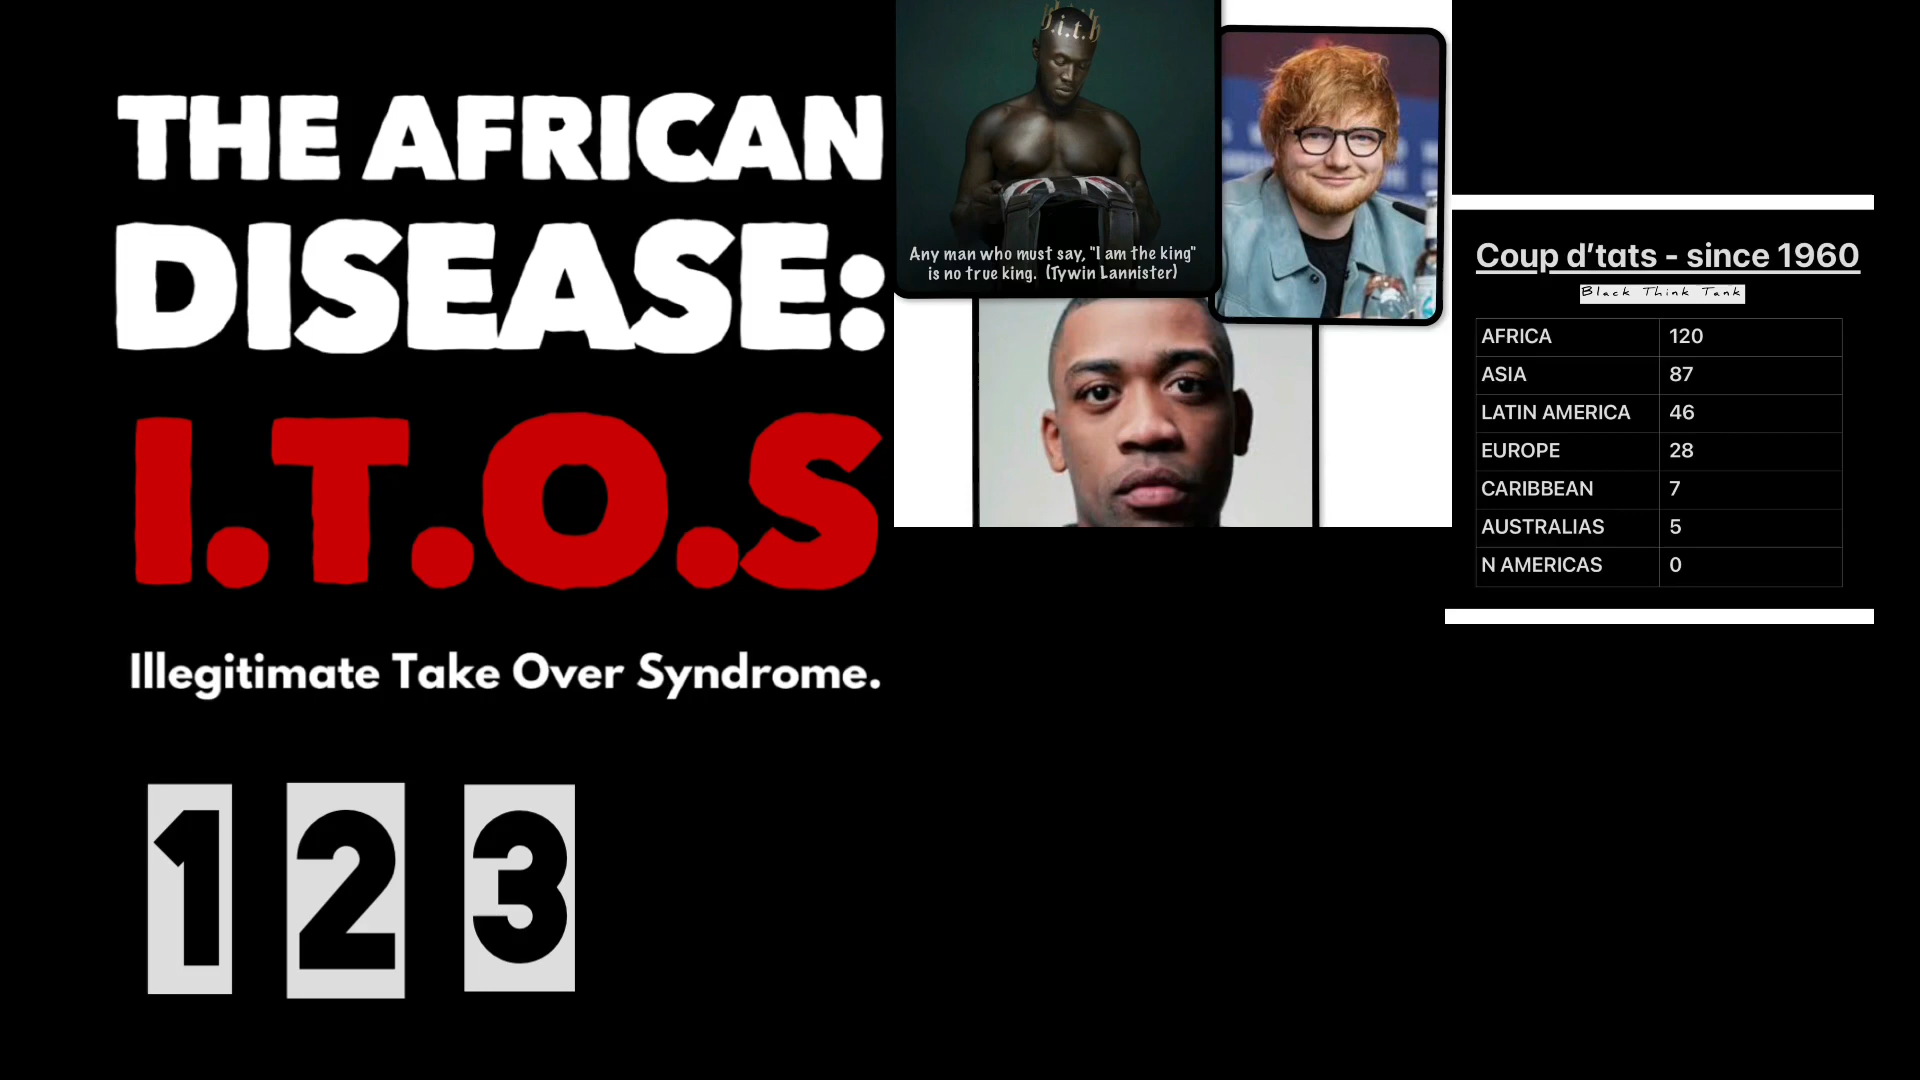 THE AFRICAN
DISEASE:
I.T.O.S
Illegitimate Take Over Syndrome.
1 2 3
h.i.t.h
Any man who must say, "I am the king"
is no true king. (Tywin Lannister)
Coup d'tats - since 1960
Black Think Tank
AFRICA 120
ASIA 87
LATIN AMERICA 46
EUROPE 28
CARIBBEAN 7
AUSTRALIAS 5
N AMERICAS 0